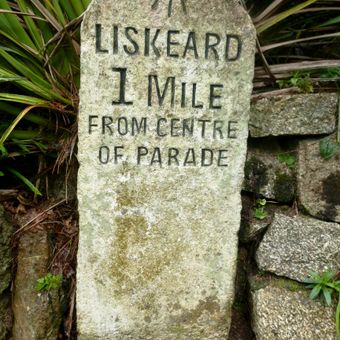 LISKEARD
1 MILE
FROM CENTRE
OF PARADE